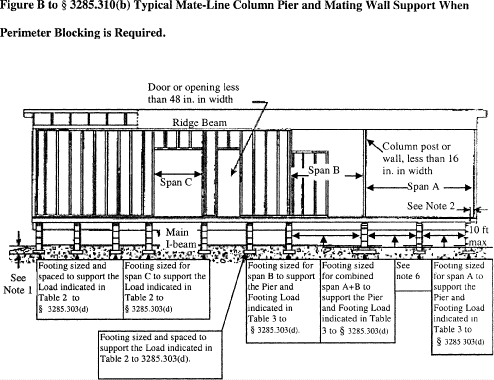 Figure B to § 3285.310(b) Typical Mate-Line Column Pier and Mating Wall Support When
Perimeter Blocking is Required.
Door or opening less
than 48 in. in width
Ridge Beam
Column post or
wall, less than 16
in. in width
Span B
Span C
Span A
See Note 2
Main
I-beam
10 ft
max
See
Note 1
Footing sized and
spaced to support the
Load indicated in
Table 2 to
§ 3285.303(d)
Footing sized for
span C to support the
Load indicated in
Table 2 to
§ 3285.303(d)
Footing sized and spaced to
support the Load indicated in
Table 2 to 3285.303(d).
Footing sized for
span B to support
the Pier and
Footing Load
indicated in
Table 3 to
§ 3285.303(d).
Footing sized
for combined
span A+B to
support the Pier
and Footing Load
indicated in Table
3 to § 3285.303(d)
See
note 6
Footing sized
for span A to
support the
Pier and
Footing Load
indicated in
Table 3 to
§ 3285 303(d)